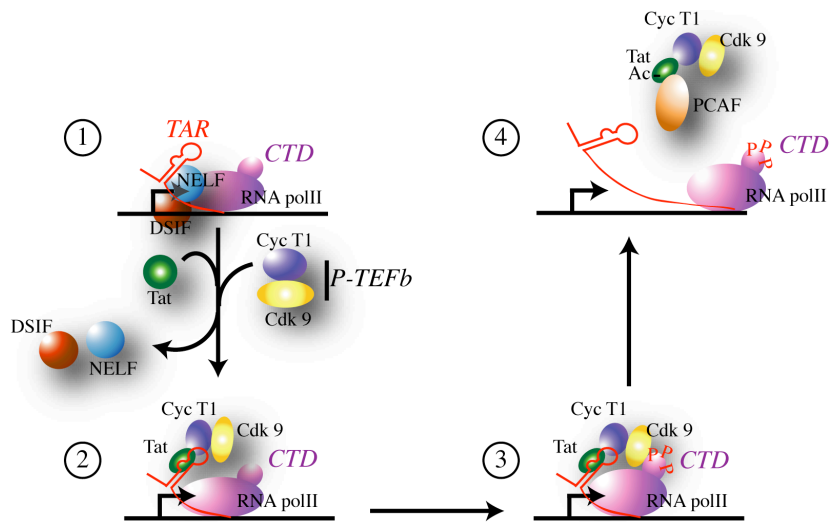 1
TAR
CTD
NELF
RNA polII
DSIF
Tat
Cyc T1
P-TEFb
Cdk 9
DSIF
NELF
2
Cyc T1
Cdk 9
Tat
CTD
RNA polII
3
Cyc T1
Cdk 9
Tat
P
P
P
CTD
RNA polII
4
Cyc T1
Cdk 9
Tat
Ac
PCAF
P
P
P
CTD
RNA polII